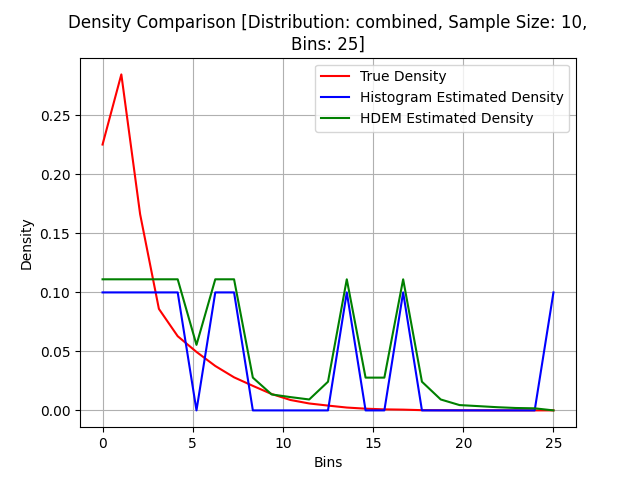 Density Comparison [Distribution: combined, Sample Size: 10,
Bins: 25]
True Density
Histogram Estimated Density
HDEM Estimated Density
Density
0.25
0.20
0.15
0.10
0.05
0.00
0 5 10 15 20 25
Bins